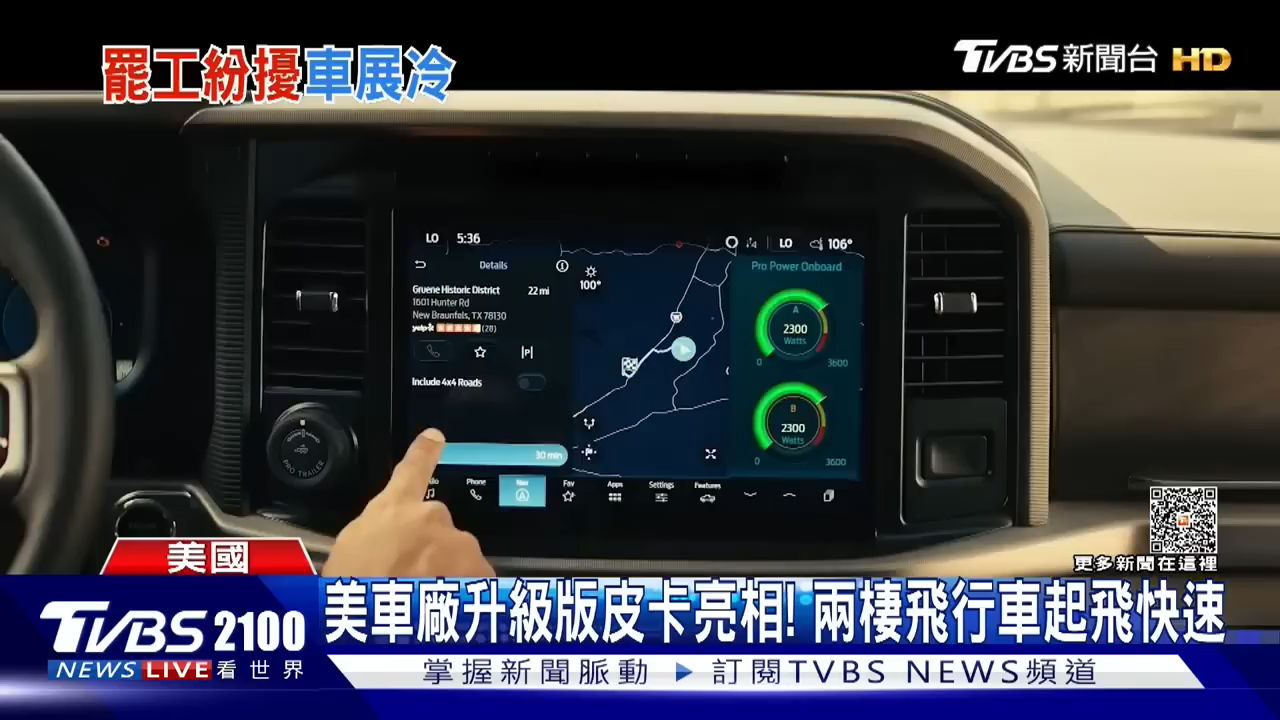 罷工紛擾車展冷
TVBS新聞台 HD
LO 5:36
LO 106°
Details
100°
Pro Power Onboard
Gruene Historic District 22 mi
1601 Hunter Rd
New Braunfels, TX 78130
yelp (28)
A
2300
Watts
0 3600
Include 4x4 Roads
B
2300
Watts
0 3600
30 min
Phone Nav Fav Apps Settings Features
PRO TRAILER
更多新聞在這裡
美國
美車廠升級版皮卡亮相! 兩棲飛行車起飛快速
TVBS 2100
NEWS LIVE 看世界
掌握新聞脈動 ▶ 訂閱TVBS NEWS頻道